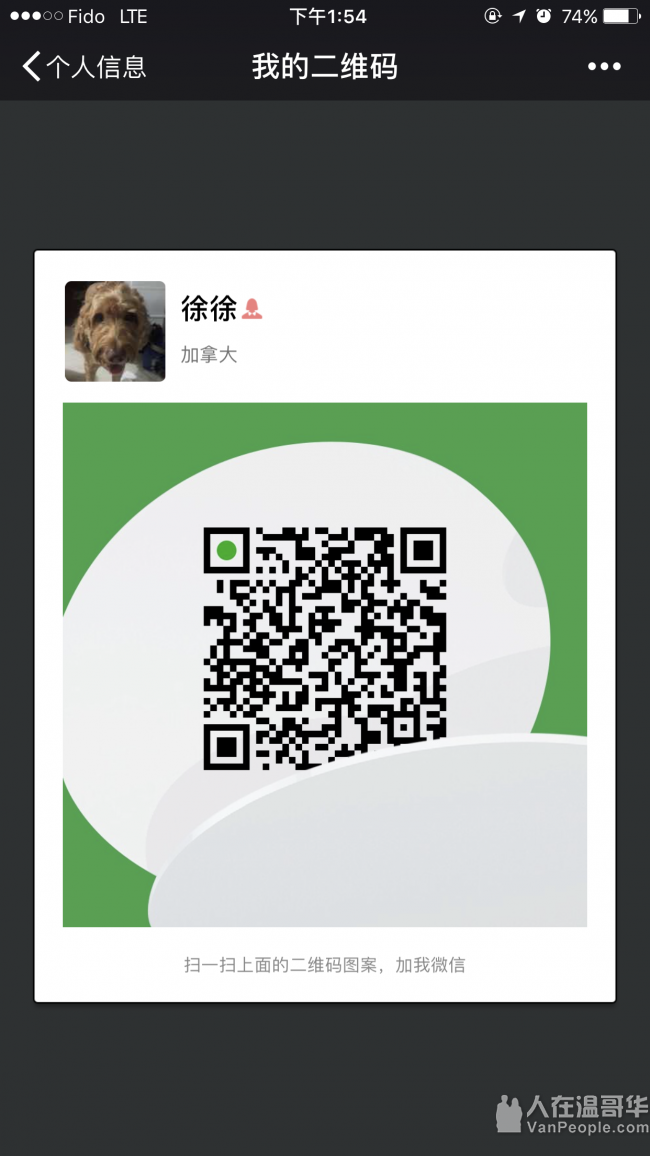 ●●●○○ Fido LTE 下午1:54 74%
个人信息 我的二维码 •••
徐徐
加拿大
扫一扫上面的二维码图案，加我微信
人在温哥华
VanPeople.com